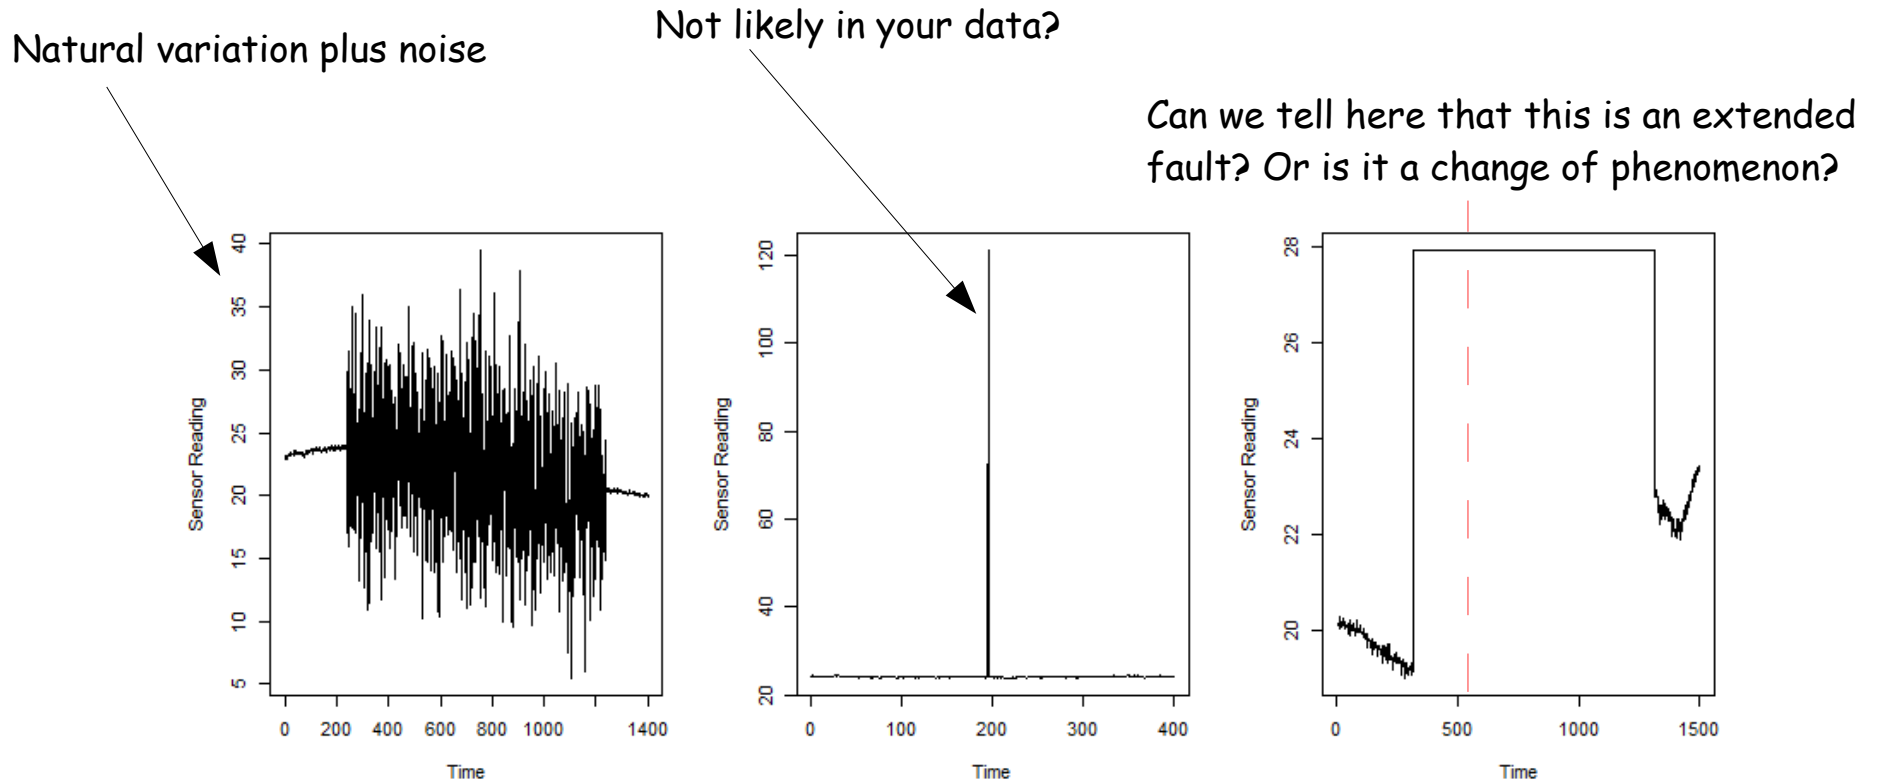 Not likely in your data?
Natural variation plus noise
Can we tell here that this is an extended
fault? Or is it a change of phenomenon?
40
35
30
25
20
15
10
5
Sensor Reading
0 200 400 600 800 1000 1400
Time
120
100
80
60
40
20
Sensor Reading
0 100 200 300 400
Time
28
26
24
22
20
Sensor Reading
0 500 1000 1500
Time